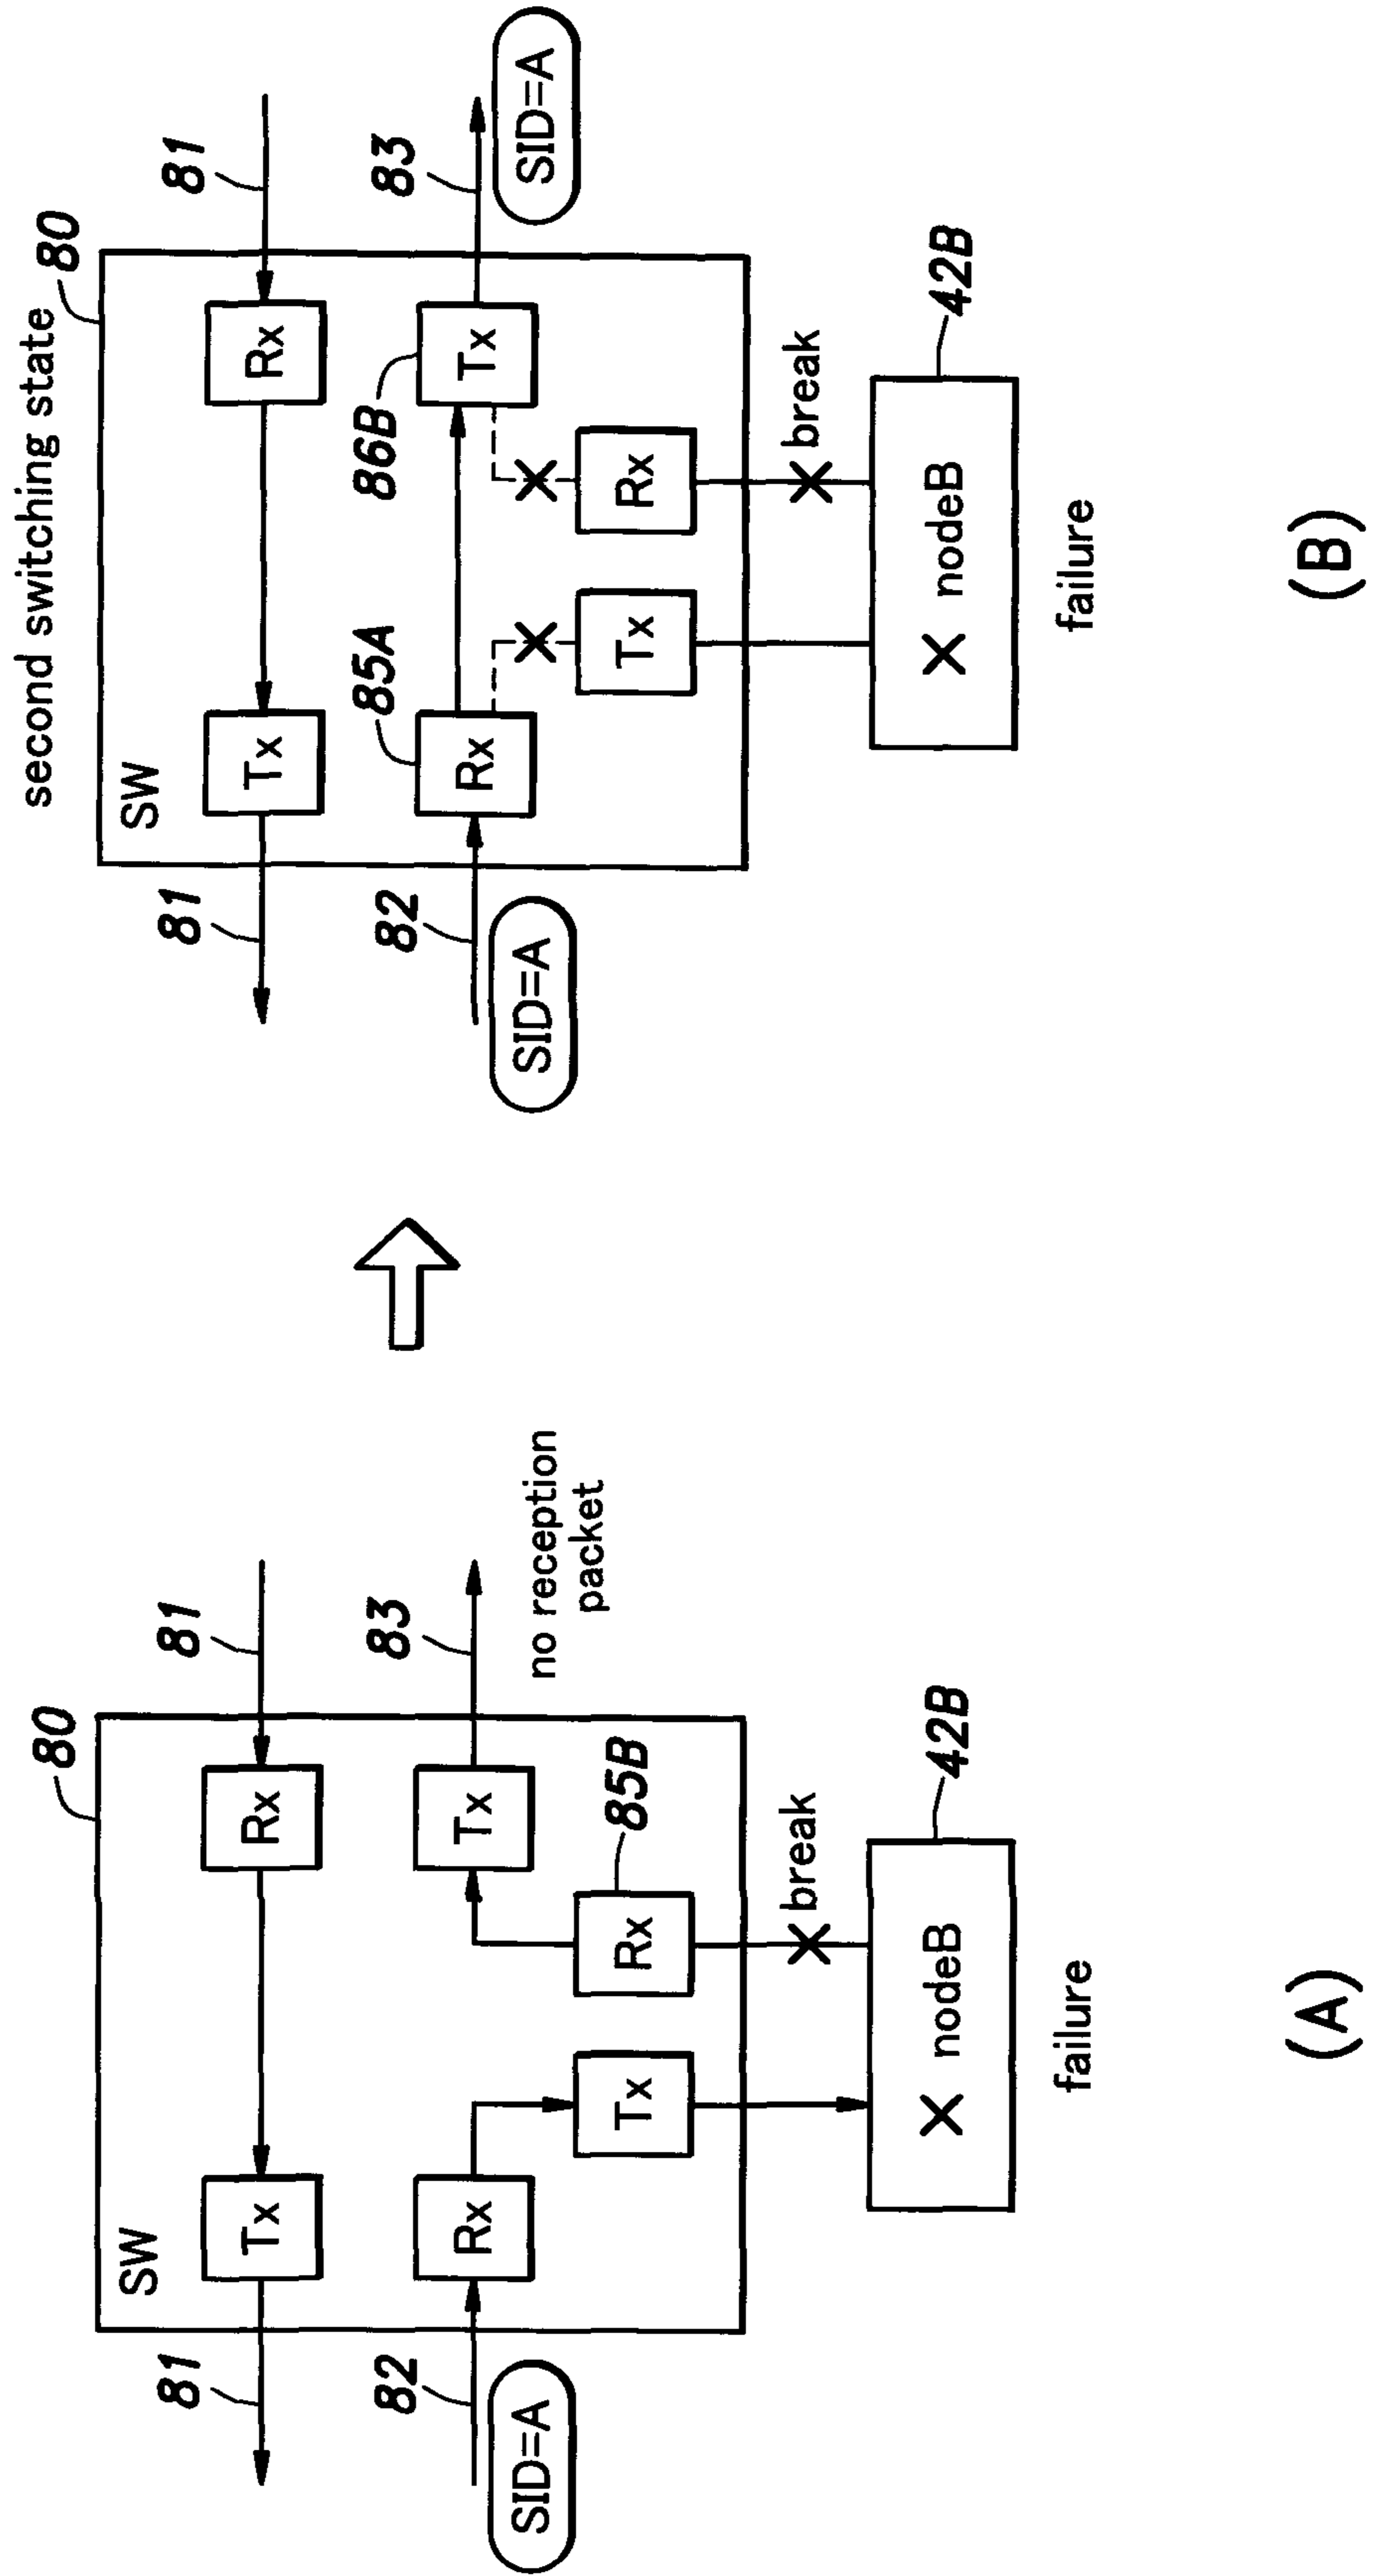 80
81
SW
Tx
Rx
81
82
Rx
Tx
83
SID=A
no reception
packet
Tx
Rx
85B
break
42B
nodeB
failure
(A)
second switching state
80
81
SW
Tx
Rx
81
82
85A
Rx
86B
Tx
83
SID=A
SID=A
Tx
Rx
break
42B
nodeB
failure
(B)